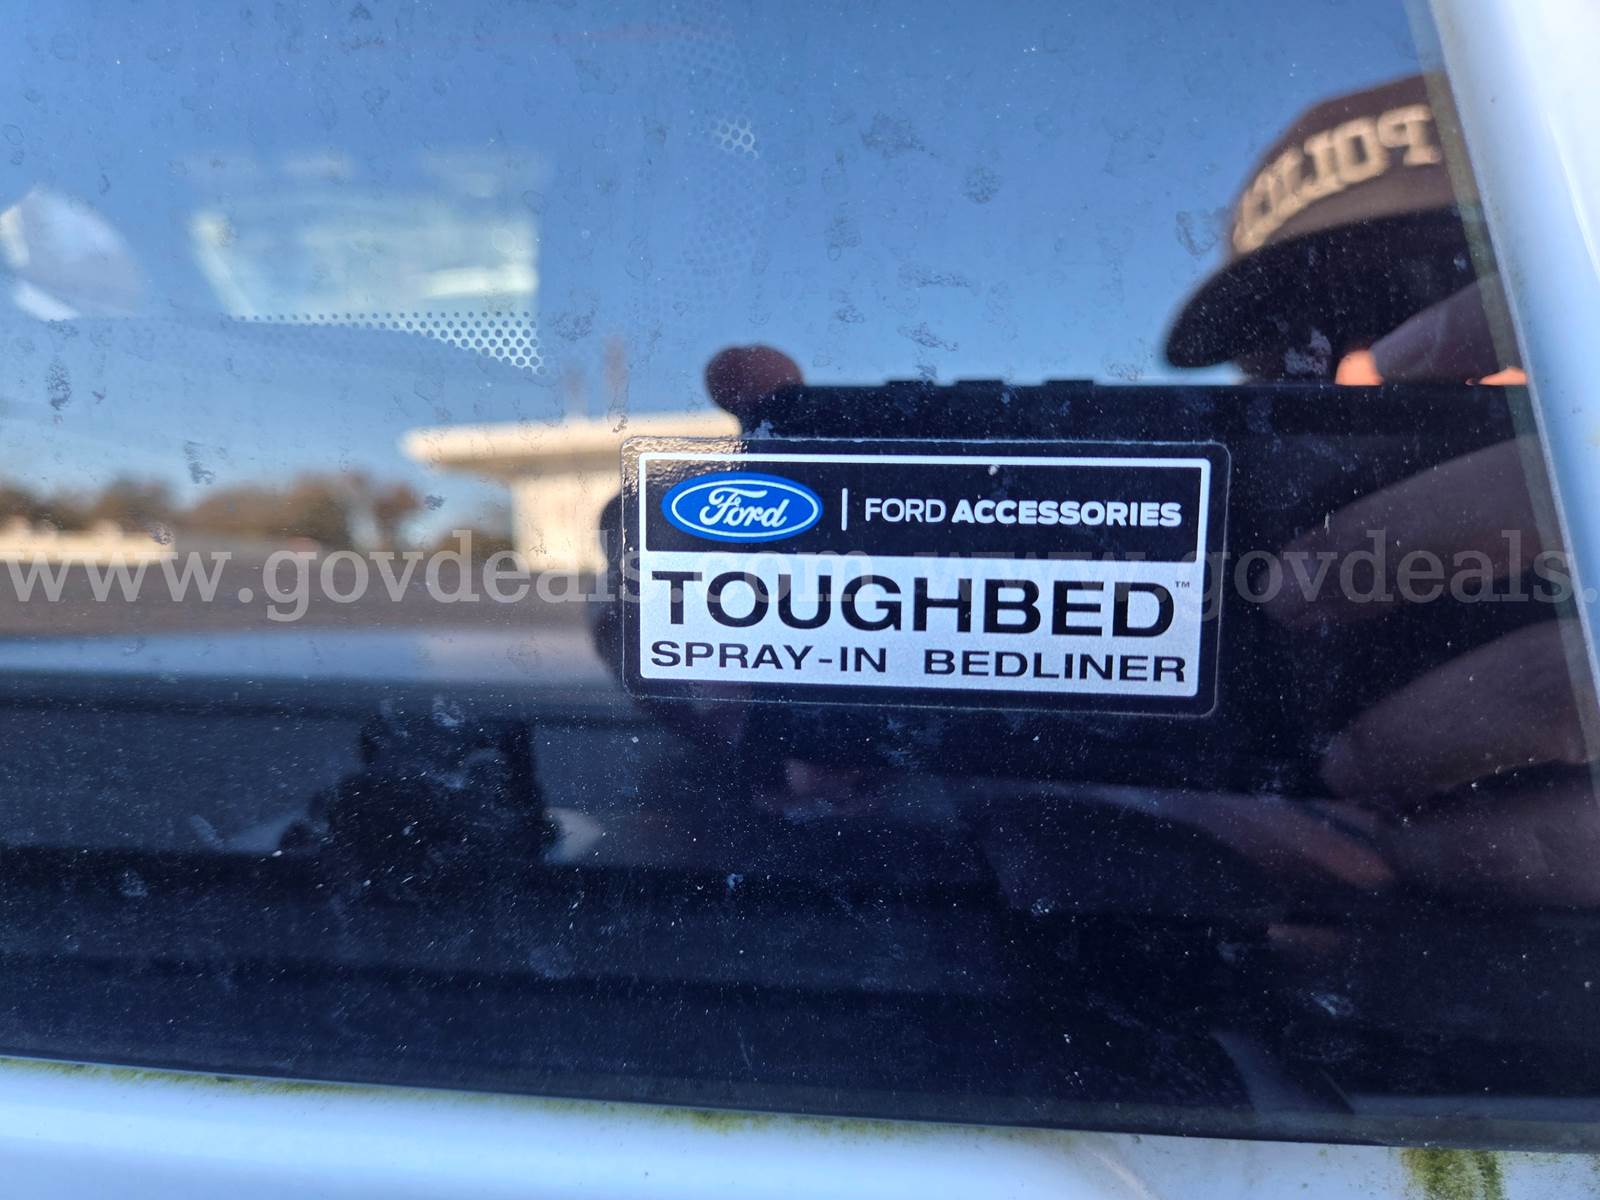 POLICE
Ford | FORD ACCESSORIES
TOUGHBED™
SPRAY-IN BEDLINER
www.govdeals.com www.govdeals.